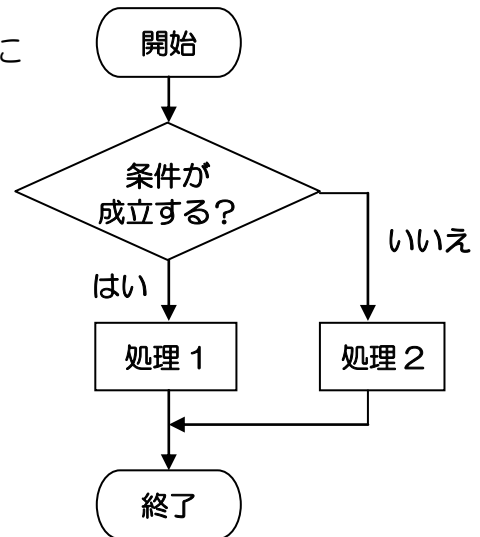 に
開始
条件が
成立する？
いいえ
はい
処理１
処理２
終了